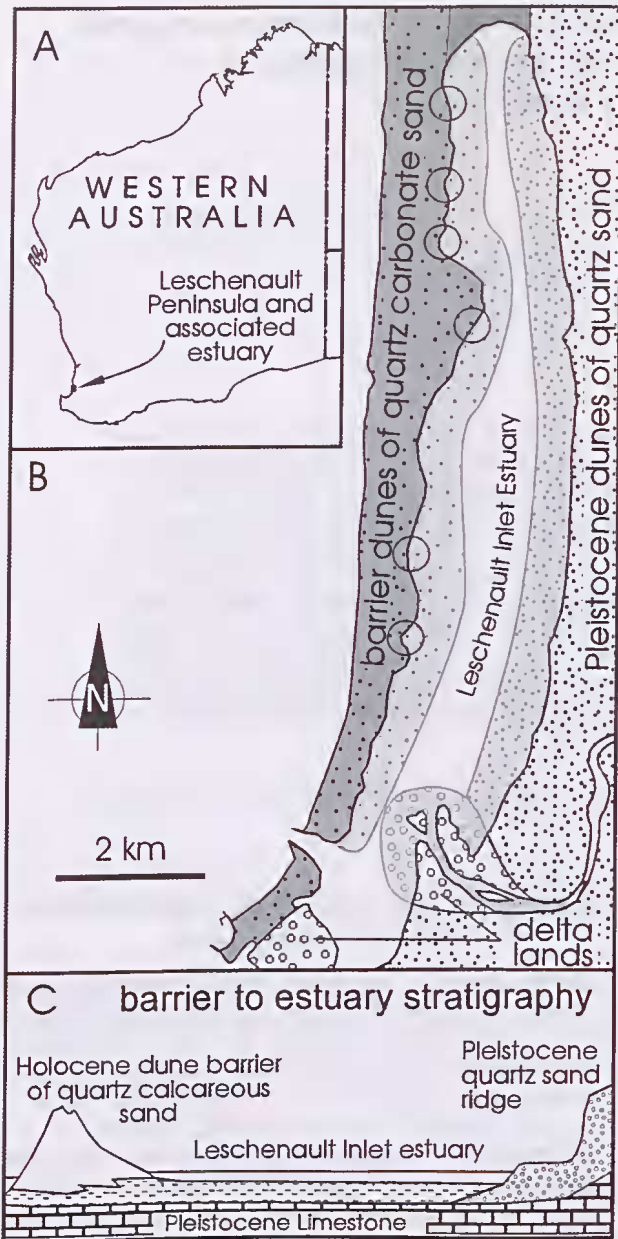 A
WESTERN
AUSTRALIA
Leschenault
Peninsula and
associated
estuary
B
N
2 km
barrier dunes of quartz carbonate sand
Leschenault Inlet Estuary
Pleistocene dunes of quartz sand
delta
lands
C barrier to estuary stratigraphy
Holocene dune barrier
of quartz calcareous
sand
Pleistocene
quartz sand
ridge
Leschenault Inlet estuary
Pleistocene Limestone